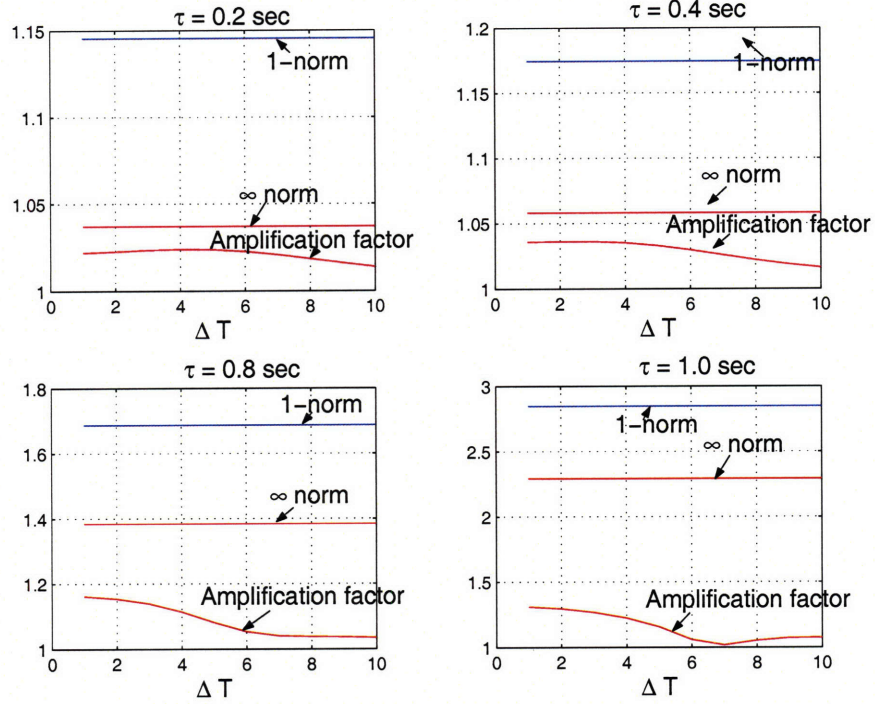 τ = 0.2 sec
1.15
1.1
1.05
1
1−norm
∞ norm
Amplification factor
0 2 4 6 8 10
Δ T
τ = 0.4 sec
1.2
1.15
1.1
1.05
1
1−norm
∞ norm
Amplification factor
0 2 4 6 8 10
Δ T
τ = 0.8 sec
1.8
1.6
1.4
1.2
1
1−norm
∞ norm
Amplification factor
0 2 4 6 8 10
Δ T
τ = 1.0 sec
3
2.5
2
1.5
1
1−norm
∞ norm
Amplification factor
0 2 4 6 8 10
Δ T